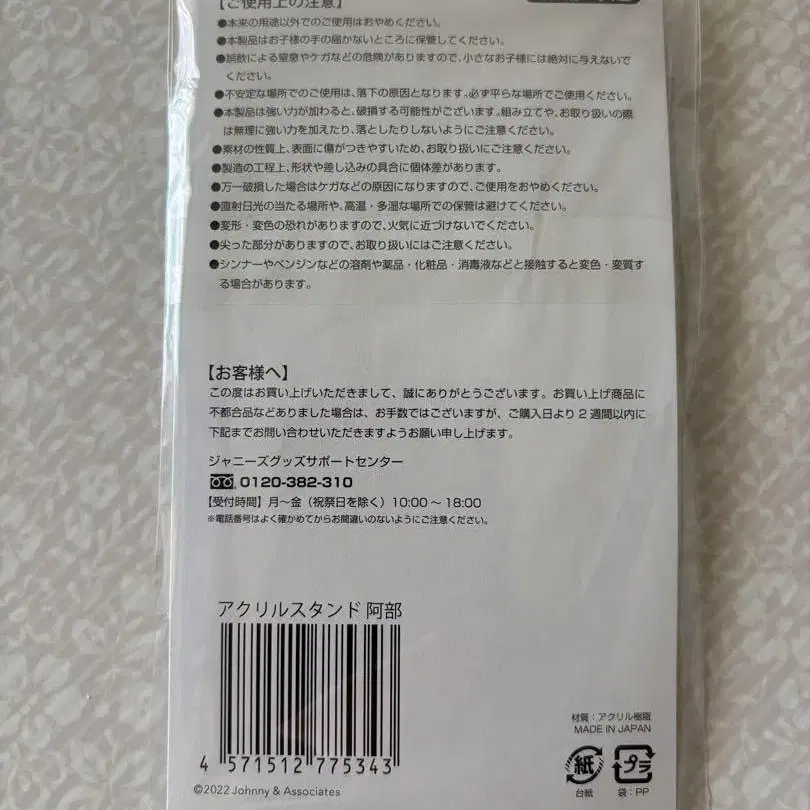 【ご使用上の注意】
●本来の用途以外でのご使用はおやめください。
●本製品はお子様の手の届かないところに保管してください。
●誤飲による窒息やケガなどの危険がありますので、小さなお子様には絶対に与えないで
ください。
●不安定な場所でのご使用は、落下の原因となります。必ず平らな場所でご使用ください。
●本製品は強い力が加わると、破損する可能性がございます。組み立てや、お取り扱いの際
は無理に強い力を加えたり、落としたりしないようにご注意ください。
●素材の性質上、表面に傷がつきやすいため、お取り扱いにご注意ください。
●製造の工程上、形状や差し込みの具合に個体差があります。
●万一破損した場合はケガなどの原因になりますので、ご使用をおやめください。
●直射日光の当たる場所や、高温・多湿な場所での保管は避けてください。
●変形・変色の恐れがありますので、火気に近づけないでください。
●尖った部分がありますので、お取り扱いにはご注意ください。
●シンナーやベンジンなどの溶剤や薬品・化粧品・消毒液などと接触すると変色・変質す
る場合があります。
【お客様へ】
この度はお買い上げいただきまして、誠にありがとうございます。お買い上げ商品に
不都合品などありました場合は、お手数ではございますが、ご購入日より2週間以内に
下記までお問い合わせいただきますようお願い申し上げます。
ジャニーズグッズサポートセンター
0120-382-310
【受付時間】月〜金（祝祭日を除く）10:00〜18:00
※電話番号はよく確かめてからお間違いのないようにご注意ください。
アクリルスタンド 阿部
4 571512 775343
©2022 Johnny & Associates
材質：アクリル樹脂
MADE IN JAPAN
紙 プラ
台紙 袋：PP